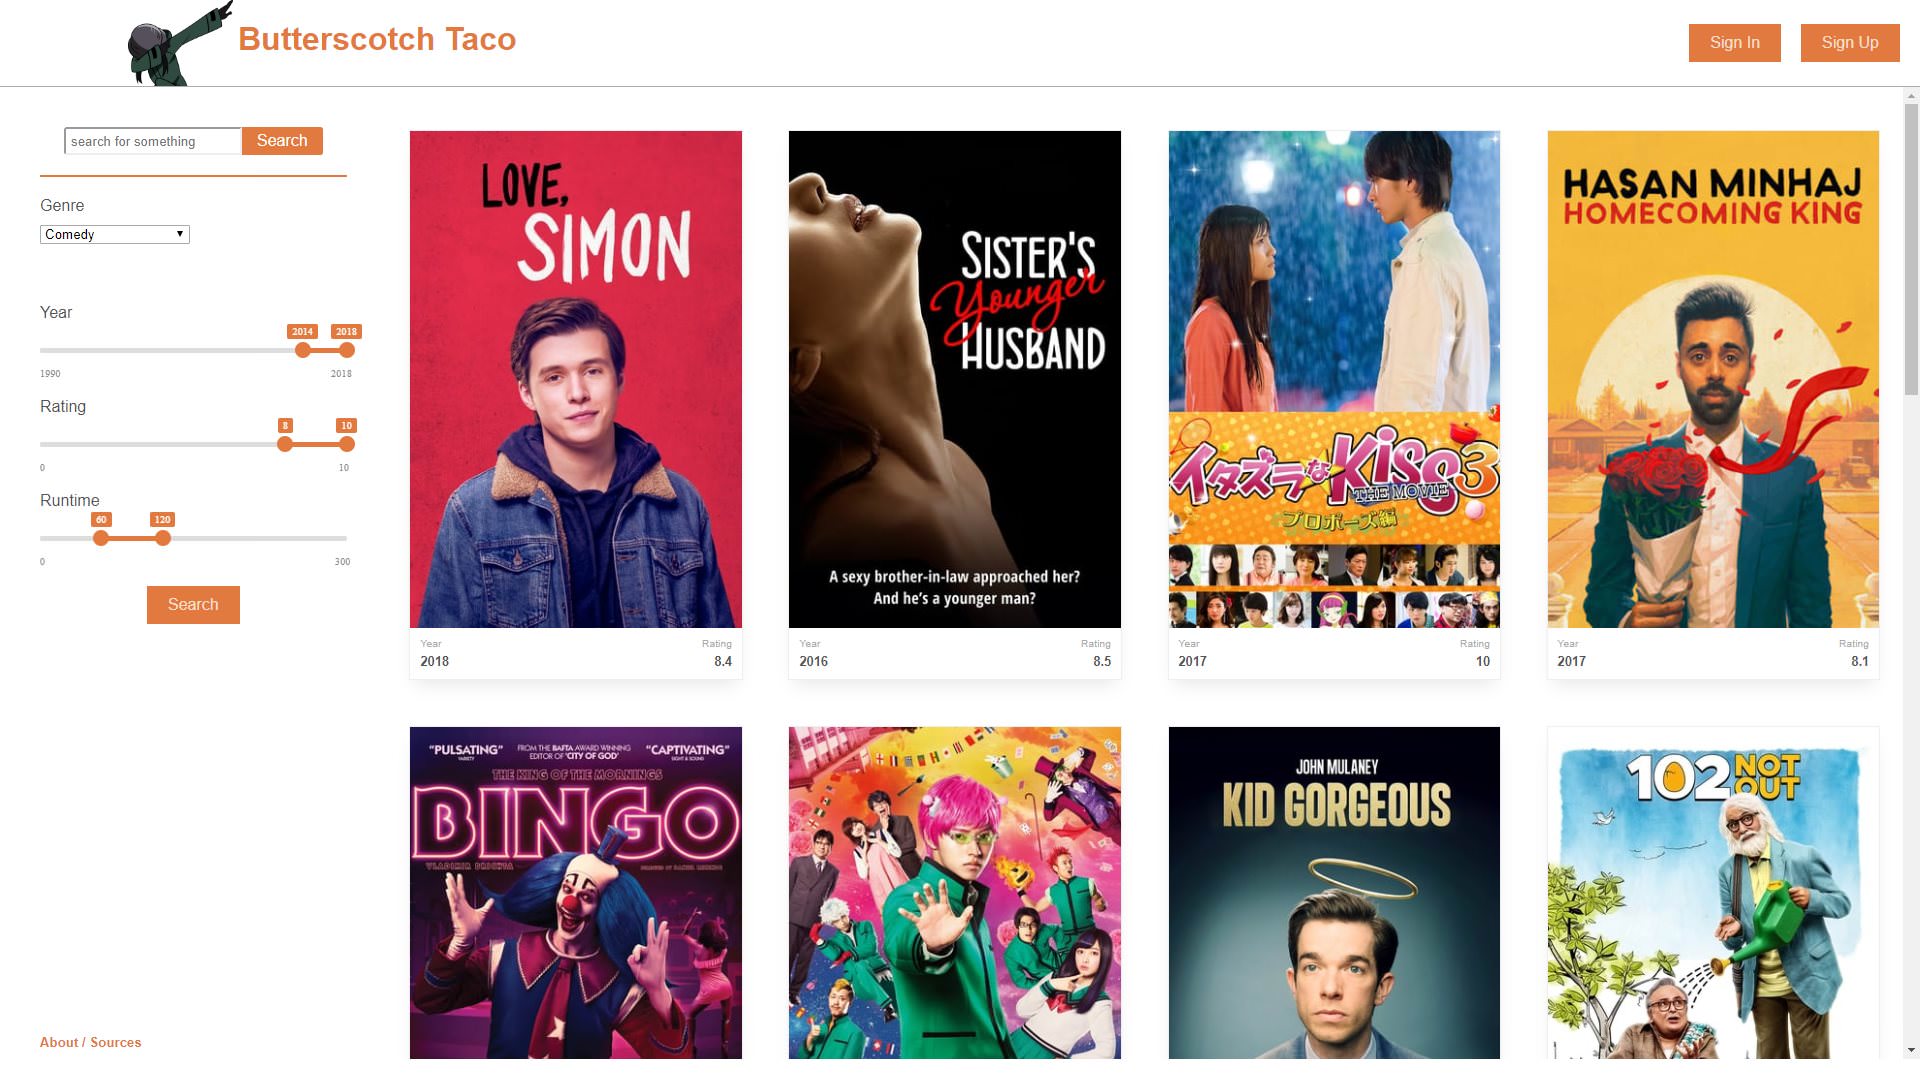 Butterscotch Taco
Sign In
Sign Up
search for something
Search
Genre
Comedy
Year
2014
2018
1990
2018
Rating
8
10
0
10
Runtime
60
120
0
300
Search
About / Sources
LOVE,
SIMON
Year
Rating
2018
8.4
SISTER'S
Younger
HUSBAND
A sexy brother-in-law approached her?
And he's a younger man?
Year
Rating
2016
8.5
イタズラなKiss3
THE MOVIE
プロポーズ編
Year
Rating
2017
10
HASAN MINHAJ
HOMECOMING KING
Year
Rating
2017
8.1
"PULSATING"
VARIETY
FROM THE BAFTA AWARD WINNING
EDITOR OF 'CITY OF GOD'
"CAPTIVATING"
SIGHT & SOUND
THE KING OF THE MORNINGS
BINGO
VLADIMIR BRICHTA
JOHN MULANEY
KID GORGEOUS
102 NOT
OUT